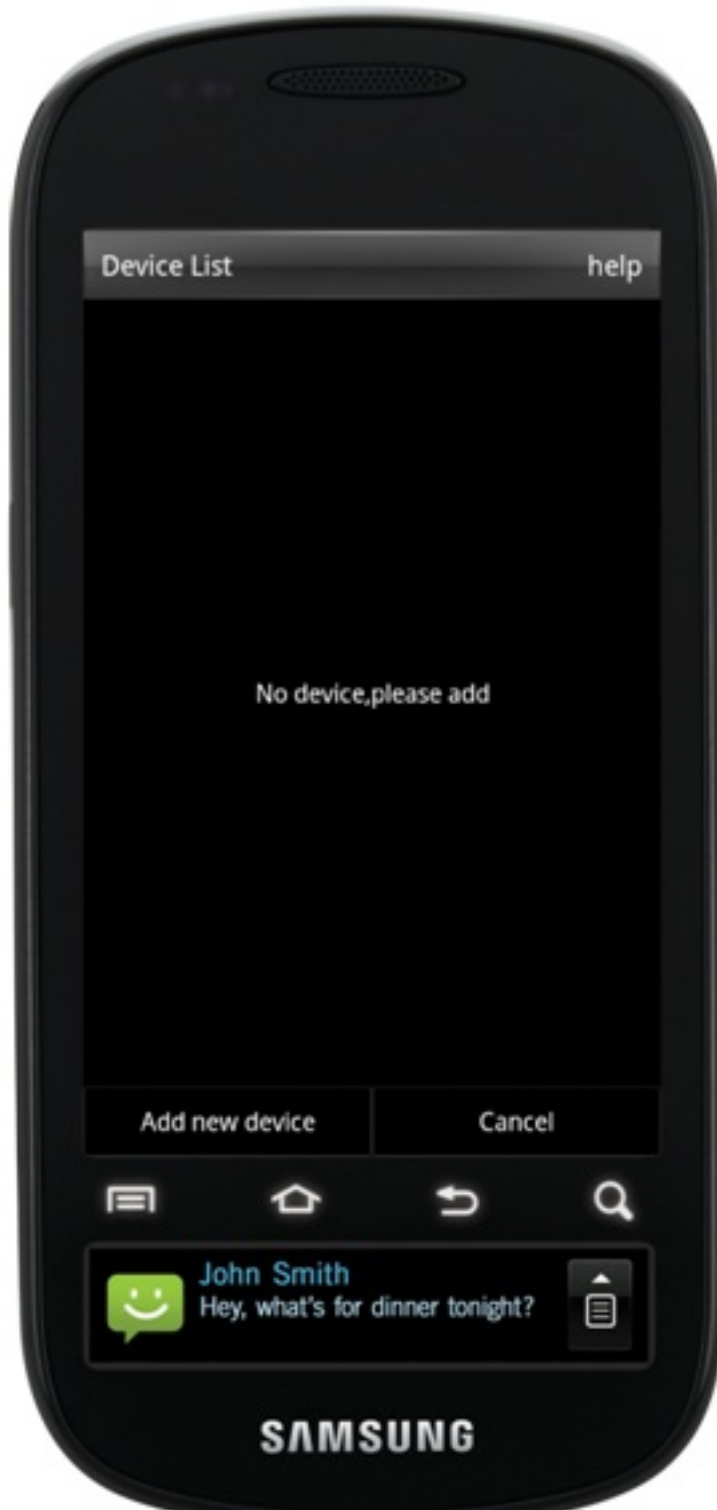 Device List help
No device,please add
Add new device Cancel
John Smith
Hey, what's for dinner tonight?
SAMSUNG